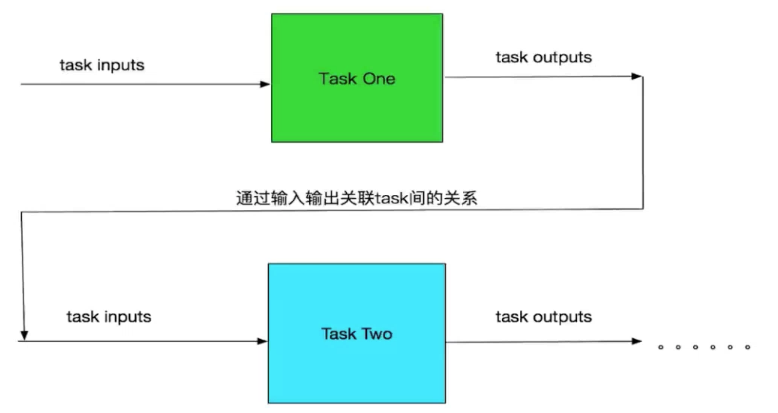 task inputs
Task One
task outputs
通过输入输出关联task间的关系
task inputs
Task Two
task outputs
。。。。。。